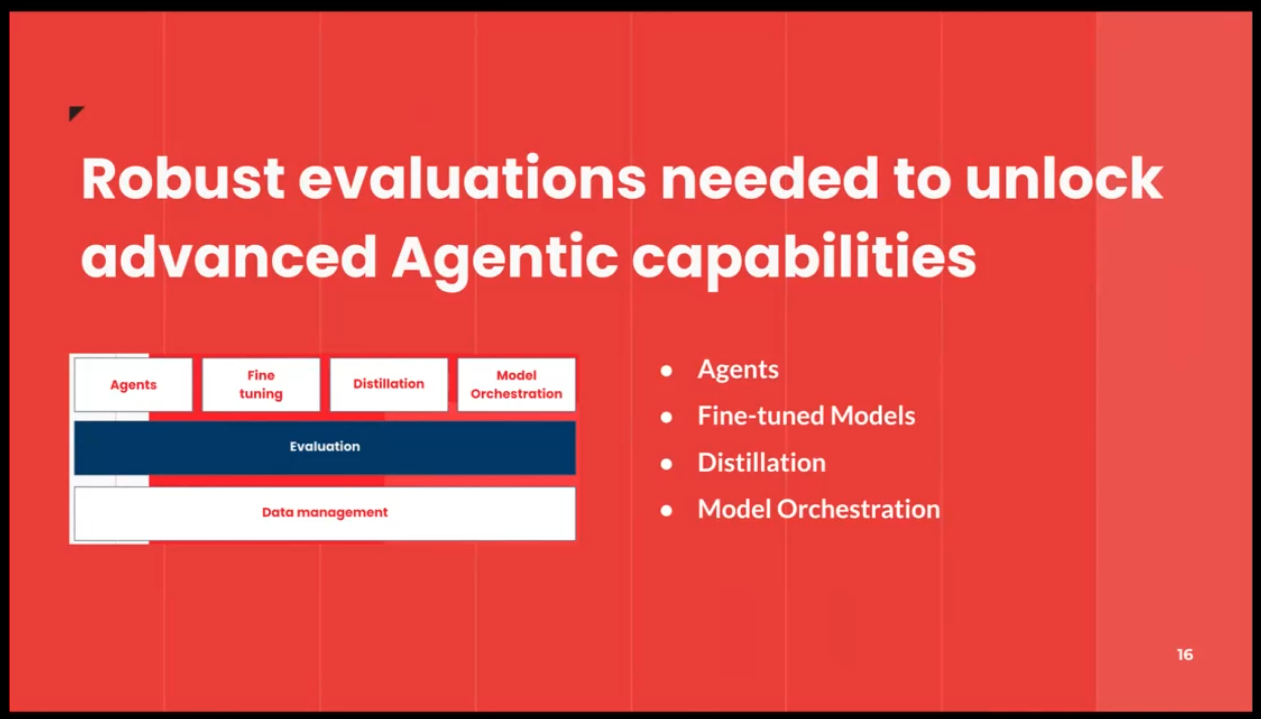 Robust evaluations needed to unlock
advanced Agentic capabilities
Agents
Fine
tuning
Distillation
Model
Orchestration
Evaluation
Data management
● Agents
● Fine-tuned Models
● Distillation
● Model Orchestration
16